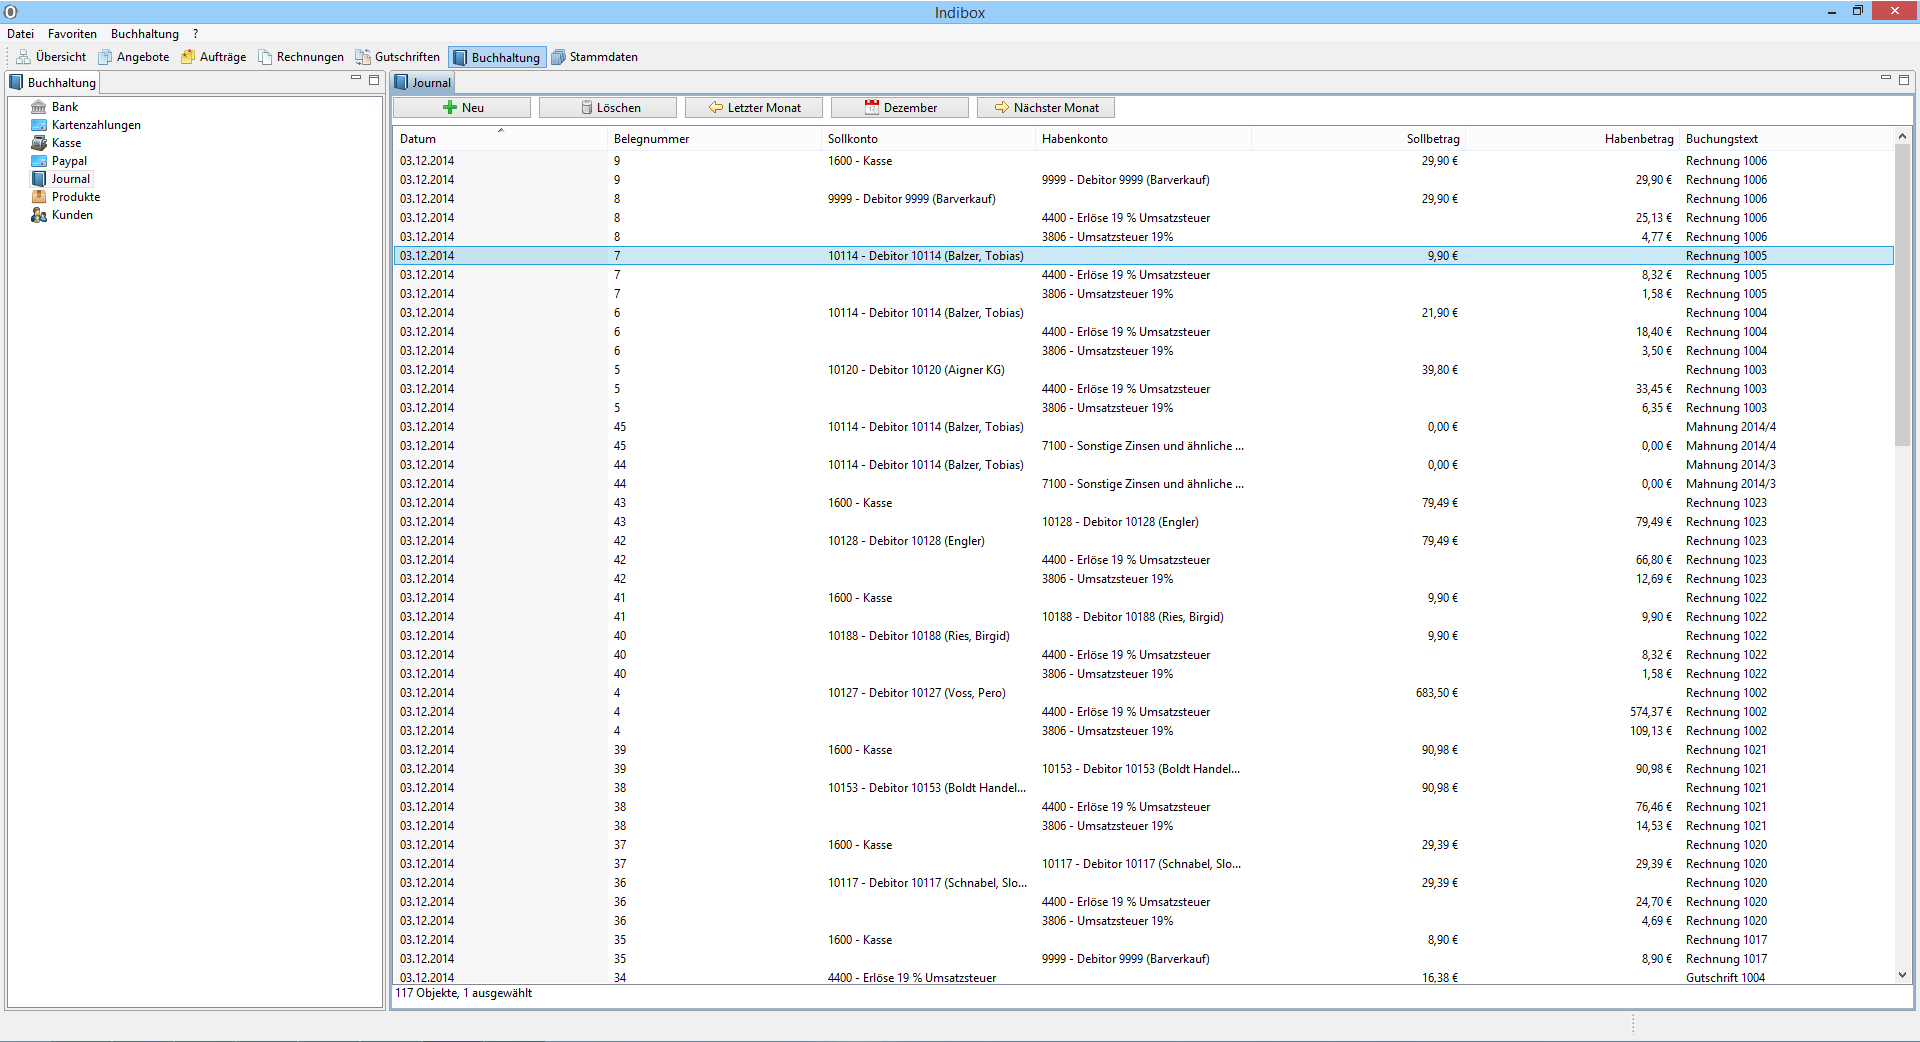 Indibox
Datei Favoriten Buchhaltung ?
Übersicht Angebote Aufträge Rechnungen Gutschriften Buchhaltung Stammdaten
Buchhaltung
Bank
Kartenzahlungen
Kasse
Paypal
Journal
Produkte
Kunden
Journal
Neu Löschen Letzter Monat Dezember Nächster Monat
Datum Belegnummer Sollkonto Habenkonto Sollbetrag Habenbetrag Buchungstext
03.12.2014 9 1600 - Kasse 29,90 € Rechnung 1006
03.12.2014 9 9999 - Debitor 9999 (Barverkauf) 29,90 € Rechnung 1006
03.12.2014 8 9999 - Debitor 9999 (Barverkauf) 29,90 € Rechnung 1006
03.12.2014 8 4400 - Erlöse 19 % Umsatzsteuer 25,13 € Rechnung 1006
03.12.2014 8 3806 - Umsatzsteuer 19% 4,77 € Rechnung 1006
03.12.2014 7 10114 - Debitor 10114 (Balzer, Tobias) 9,90 € Rechnung 1005
03.12.2014 7 4400 - Erlöse 19 % Umsatzsteuer 8,32 € Rechnung 1005
03.12.2014 7 3806 - Umsatzsteuer 19% 1,58 € Rechnung 1005
03.12.2014 6 10114 - Debitor 10114 (Balzer, Tobias) 21,90 € Rechnung 1004
03.12.2014 6 4400 - Erlöse 19 % Umsatzsteuer 18,40 € Rechnung 1004
03.12.2014 6 3806 - Umsatzsteuer 19% 3,50 € Rechnung 1004
03.12.2014 5 10120 - Debitor 10120 (Aigner KG) 39,80 € Rechnung 1003
03.12.2014 5 4400 - Erlöse 19 % Umsatzsteuer 33,45 € Rechnung 1003
03.12.2014 5 3806 - Umsatzsteuer 19% 6,35 € Rechnung 1003
03.12.2014 45 10114 - Debitor 10114 (Balzer, Tobias) 0,00 € Mahnung 2014/4
03.12.2014 45 7100 - Sonstige Zinsen und ähnliche ... 0,00 € Mahnung 2014/4
03.12.2014 44 10114 - Debitor 10114 (Balzer, Tobias) 0,00 € Mahnung 2014/3
03.12.2014 44 7100 - Sonstige Zinsen und ähnliche ... 0,00 € Mahnung 2014/3
03.12.2014 43 1600 - Kasse 79,49 € Rechnung 1023
03.12.2014 43 10128 - Debitor 10128 (Engler) 79,49 € Rechnung 1023
03.12.2014 42 10128 - Debitor 10128 (Engler) 79,49 € Rechnung 1023
03.12.2014 42 4400 - Erlöse 19 % Umsatzsteuer 66,80 € Rechnung 1023
03.12.2014 42 3806 - Umsatzsteuer 19% 12,69 € Rechnung 1023
03.12.2014 41 1600 - Kasse 9,90 € Rechnung 1022
03.12.2014 41 10188 - Debitor 10188 (Ries, Birgid) 9,90 € Rechnung 1022
03.12.2014 40 10188 - Debitor 10188 (Ries, Birgid) 9,90 € Rechnung 1022
03.12.2014 40 4400 - Erlöse 19 % Umsatzsteuer 8,32 € Rechnung 1022
03.12.2014 40 3806 - Umsatzsteuer 19% 1,58 € Rechnung 1022
03.12.2014 4 10127 - Debitor 10127 (Voss, Pero) 683,50 € Rechnung 1002
03.12.2014 4 4400 - Erlöse 19 % Umsatzsteuer 574,37 € Rechnung 1002
03.12.2014 4 3806 - Umsatzsteuer 19% 109,13 € Rechnung 1002
03.12.2014 39 1600 - Kasse 90,98 € Rechnung 1021
03.12.2014 39 10153 - Debitor 10153 (Boldt Handel... 90,98 € Rechnung 1021
03.12.2014 38 10153 - Debitor 10153 (Boldt Handel... 90,98 € Rechnung 1021
03.12.2014 38 4400 - Erlöse 19 % Umsatzsteuer 76,46 € Rechnung 1021
03.12.2014 38 3806 - Umsatzsteuer 19% 14,53 € Rechnung 1021
03.12.2014 37 1600 - Kasse 29,39 € Rechnung 1020
03.12.2014 37 10117 - Debitor 10117 (Schnabel, Slo... 29,39 € Rechnung 1020
03.12.2014 36 10117 - Debitor 10117 (Schnabel, Slo... 29,39 € Rechnung 1020
03.12.2014 36 4400 - Erlöse 19 % Umsatzsteuer 24,70 € Rechnung 1020
03.12.2014 36 3806 - Umsatzsteuer 19% 4,69 € Rechnung 1020
03.12.2014 35 1600 - Kasse 8,90 € Rechnung 1017
03.12.2014 35 9999 - Debitor 9999 (Barverkauf) 8,90 € Rechnung 1017
03.12.2014 34 4400 - Erlöse 19 % Umsatzsteuer 16,38 € Gutschrift 1004
117 Objekte, 1 ausgewählt